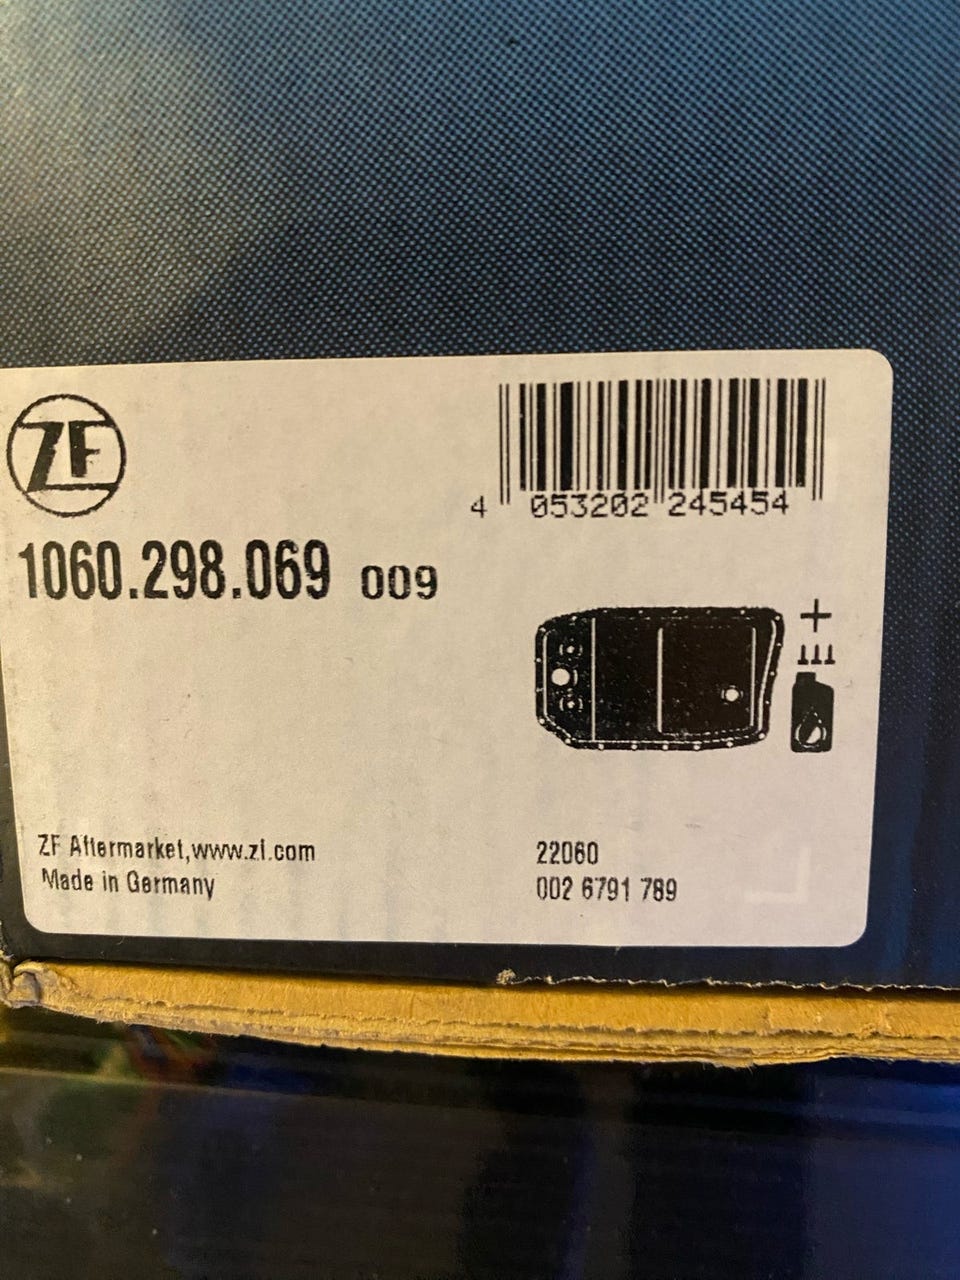 ZF
4 053202 245454
1060.298.069 009
+
ZF Aftermarket,www.zf.com
Made in Germany
22060
002 6791 789